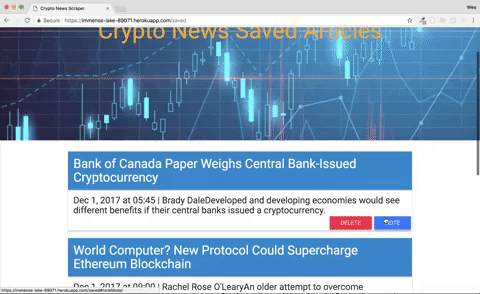 Crypto News Scraper
Wes
Secure
https://immense-lake-89071.herokuapp.com/saved
Crypto News Saved Articles
Bank of Canada Paper Weighs Central Bank-Issued
Cryptocurrency
Dec 1, 2017 at 05:45 | Brady DaleDeveloped and developing economies would see
different benefits if their central banks issued a cryptocurrency.
DELETE
NOTE
World Computer? New Protocol Could Supercharge
Ethereum Blockchain
Dec 1, 2017 at 09:00 | Rachel Rose O'LearyAn older attempt to overcome
https://immense-lake-89071.herokuapp.com/saved#noteModal